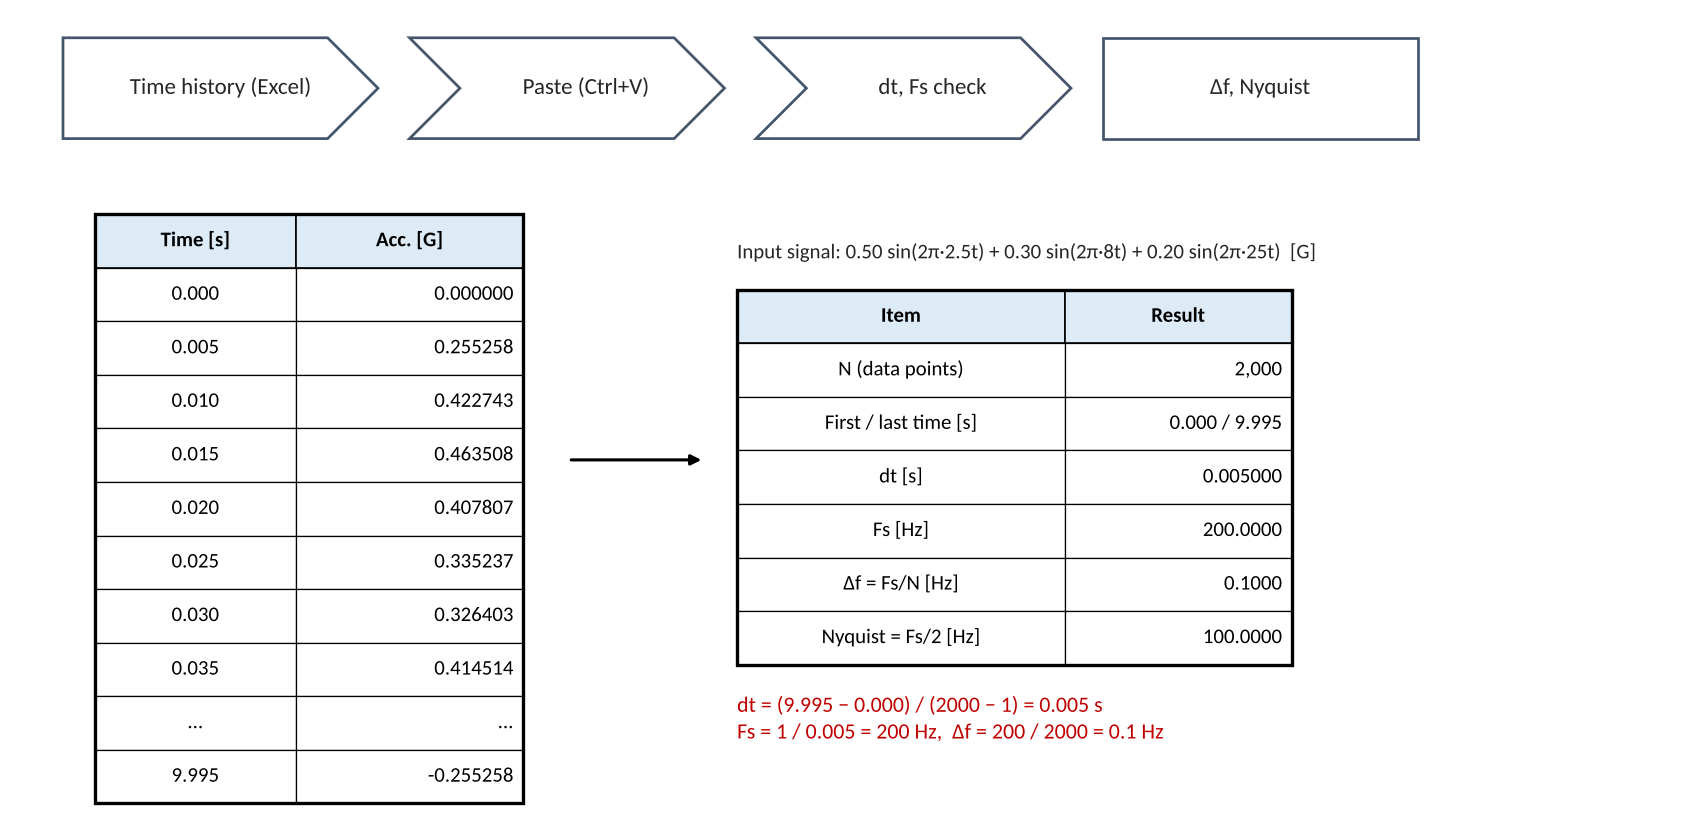 Time history (Excel)
Paste (Ctrl+V)
dt, Fs check
Δf, Nyquist
Time [s] Acc. [G]
0.000 0.000000
0.005 0.255258
0.010 0.422743
0.015 0.463508
0.020 0.407807
0.025 0.335237
0.030 0.326403
0.035 0.414514
... ...
9.995 -0.255258
Input signal: 0.50 sin(2π·2.5t) + 0.30 sin(2π·8t) + 0.20 sin(2π·25t) [G]
Item Result
N (data points) 2,000
First / last time [s] 0.000 / 9.995
dt [s] 0.005000
Fs [Hz] 200.0000
Δf = Fs/N [Hz] 0.1000
Nyquist = Fs/2 [Hz] 100.0000
dt = (9.995 − 0.000) / (2000 − 1) = 0.005 s
Fs = 1 / 0.005 = 200 Hz, Δf = 200 / 2000 = 0.1 Hz